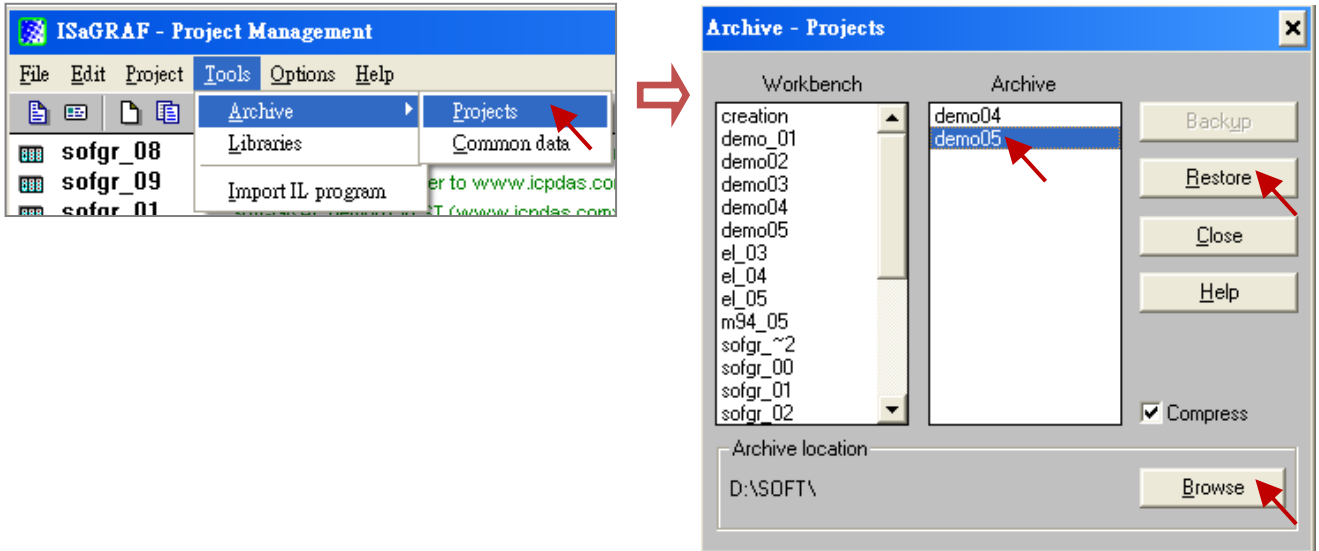 ISaGRAF - Project Management
File Edit Project Tools Options Help
Archive
Projects
Libraries
Common data
Import IL program
sofgr_08
sofgr_09
er to www.icpdas.co
sofgr_01
Archive - Projects
Workbench
creation
demo_01
demo02
demo03
demo04
demo05
el_03
el_04
el_05
m94_05
sofgr_~2
sofgr_00
sofgr_01
sofgr_02
Archive
demo04
demo05
Backup
Restore
Close
Help
Compress
Archive location
D:\SOFT\
Browse